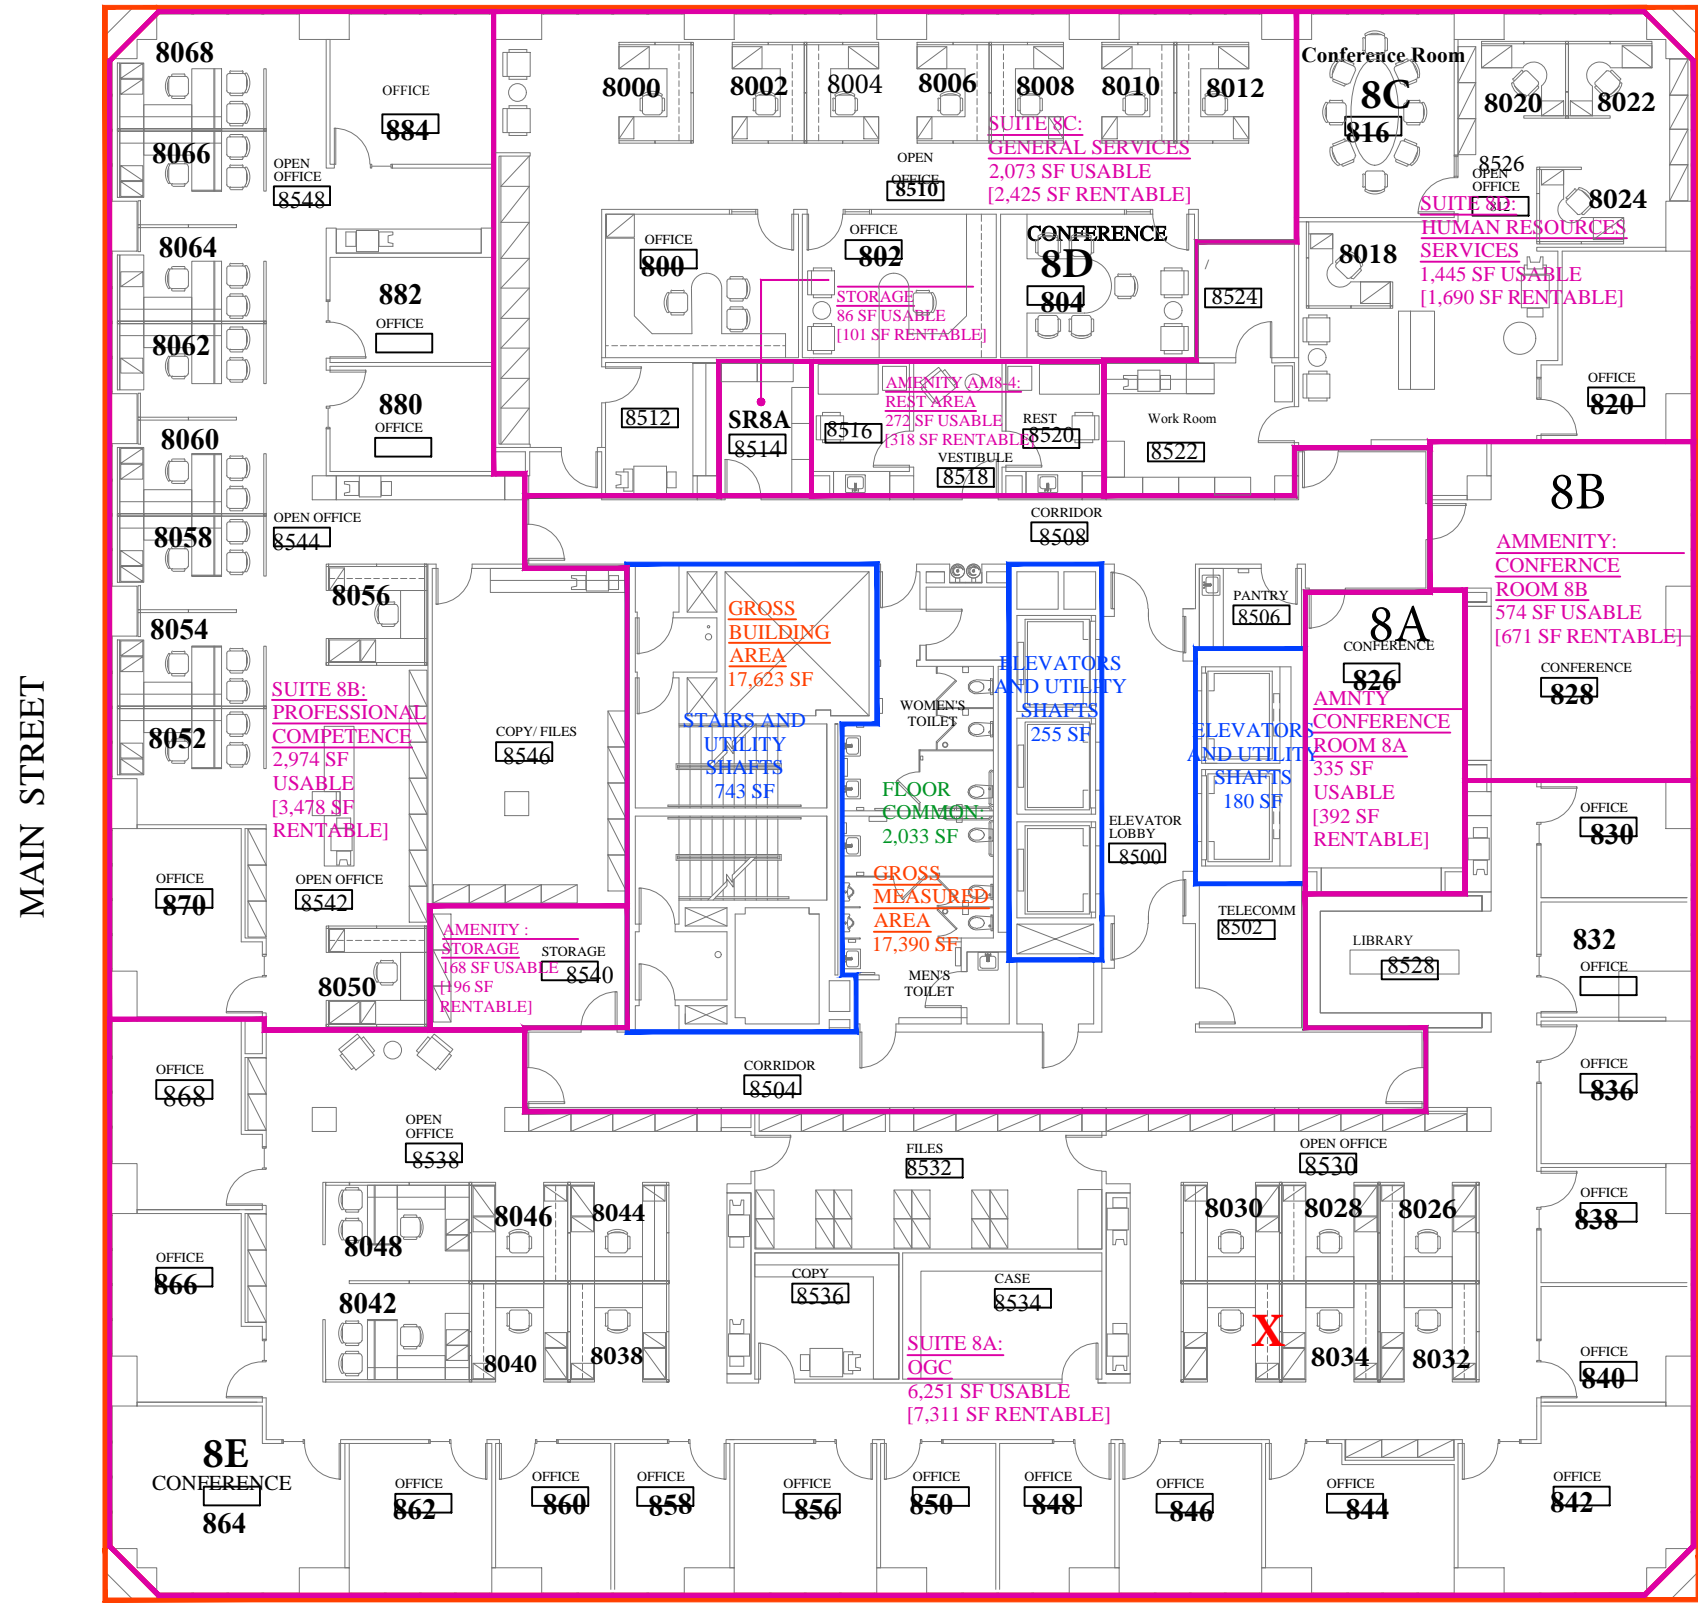 MAIN STREET
8068
8066
OPEN
OFFICE
8548
OFFICE
884
8064
8062
882
OFFICE
880
OFFICE
8060
8058
OPEN OFFICE
8544
8056
8054
8052
SUITE 8B:
PROFESSIONAL
COMPETENCE
2,974 SF
USABLE
[3,478 SF
RENTABLE]
COPY/ FILES
8546
OFFICE
870
OPEN OFFICE
8542
8050
AMENITY :
STORAGE
168 SF USABLE
[196 SF
RENTABLE]
STORAGE
8540
8000
8002
8004
8006
8008
8010
8012
SUITE 8C:
GENERAL SERVICES
2,073 SF USABLE
[2,425 SF RENTABLE]
OPEN
OFFICE
8510
OFFICE
800
OFFICE
802
CONFERENCE
8D
804
STORAGE
86 SF USABLE
[101 SF RENTABLE]
8512
SR8A
8514
AMENITY AM8-4:
REST AREA
272 SF USABLE
[318 SF RENTABLE]
8516
REST
8520
VESTIBULE
8518
8524
Work Room
8522
Conference Room
8C
816
8020
8022
8526
OPEN
OFFICE
812
8024
SUITE 8D:
HUMAN RESOURCES
SERVICES
1,445 SF USABLE
[1,690 SF RENTABLE]
8018
OFFICE
820
CORRIDOR
8508
8B
AMMENITY:
CONFERNCE
ROOM 8B
574 SF USABLE
[671 SF RENTABLE]
CONFERENCE
828
GROSS
BUILDING
AREA
17,623 SF
STAIRS AND
UTILITY
SHAFTS
743 SF
WOMEN'S
TOILET
FLOOR
COMMON:
2,033 SF
GROSS
MEASURED
AREA
17,390 SF
MEN'S
TOILET
ELEVATORS
AND UTILITY
SHAFTS
255 SF
ELEVATOR
LOBBY
8500
PANTRY
8506
ELEVATORS
AND UTILITY
SHAFTS
180 SF
TELECOMM
8502
8A
CONFERENCE
826
AMNTY
CONFERENCE
ROOM 8A
335 SF
USABLE
[392 SF
RENTABLE]
LIBRARY
8528
OFFICE
830
832
OFFICE
CORRIDOR
8504
OFFICE
868
OPEN
OFFICE
8538
FILES
8532
OPEN OFFICE
8530
OFFICE
836
OFFICE
838
OFFICE
866
8048
8046
8044
8042
8040
8038
COPY
8536
CASE
8534
SUITE 8A:
OGC
6,251 SF USABLE
[7,311 SF RENTABLE]
8030
8028
8026
X
8034
8032
OFFICE
840
8E
CONFERENCE
864
OFFICE
862
OFFICE
860
OFFICE
858
OFFICE
856
OFFICE
850
OFFICE
848
OFFICE
846
OFFICE
844
OFFICE
842